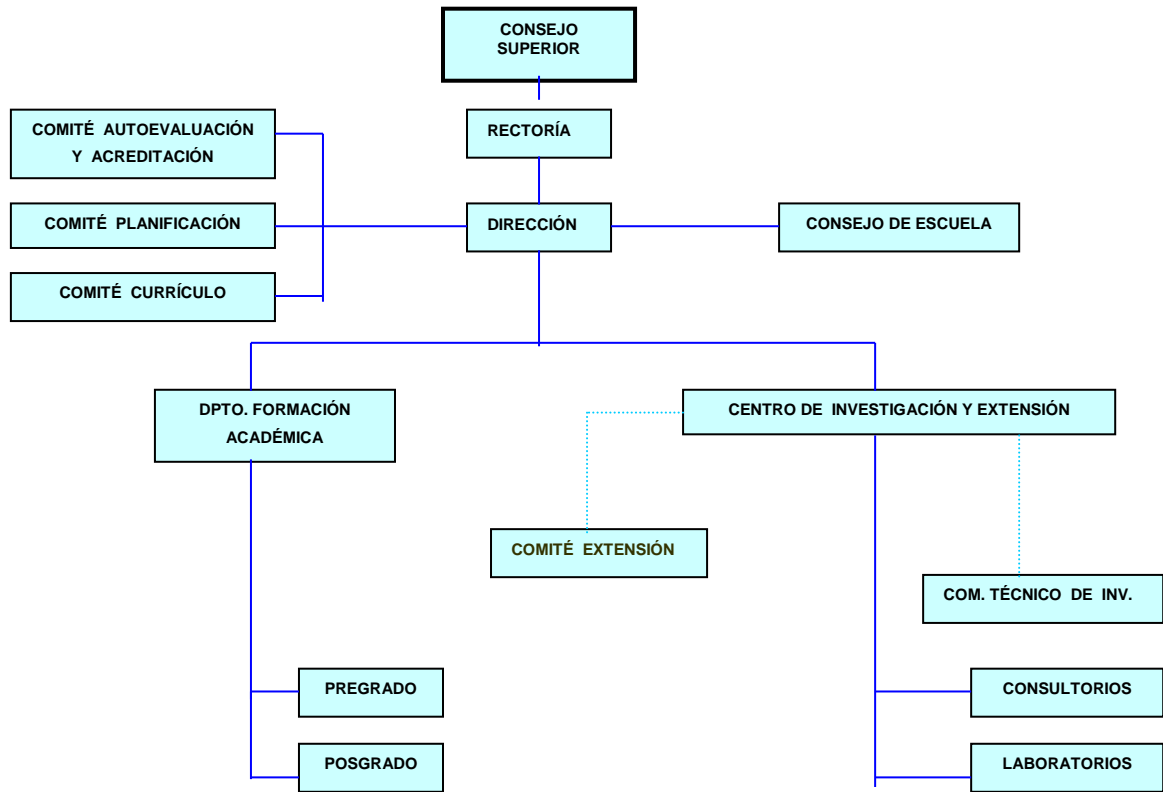 CONSEJO
SUPERIOR
RECTORÍA
COMITÉ AUTOEVALUACIÓN
Y ACREDITACIÓN
COMITÉ PLANIFICACIÓN
DIRECCIÓN
CONSEJO DE ESCUELA
COMITÉ CURRÍCULO
DPTO. FORMACIÓN
ACADÉMICA
CENTRO DE INVESTIGACIÓN Y EXTENSIÓN
COMITÉ EXTENSIÓN
COM. TÉCNICO DE INV.
PREGRADO
CONSULTORIOS
POSGRADO
LABORATORIOS